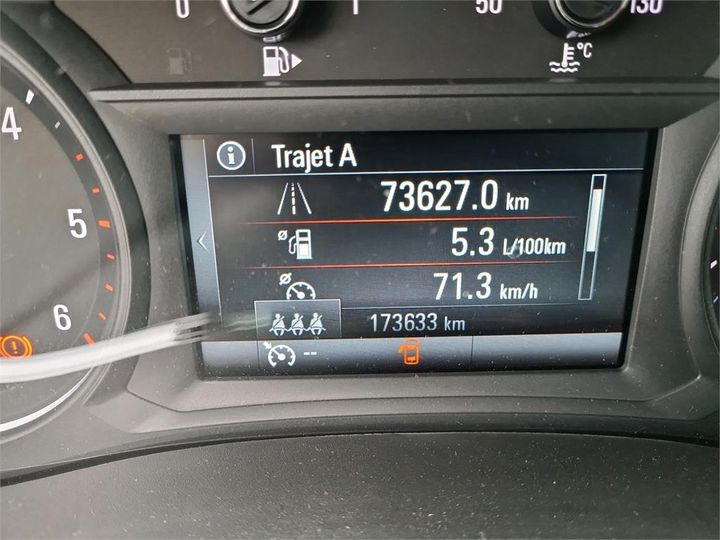 0 1 50 130
°C
4
5
6
Trajet A
73627.0 km
5.3 L/100km
71.3 km/h
173633 km
--